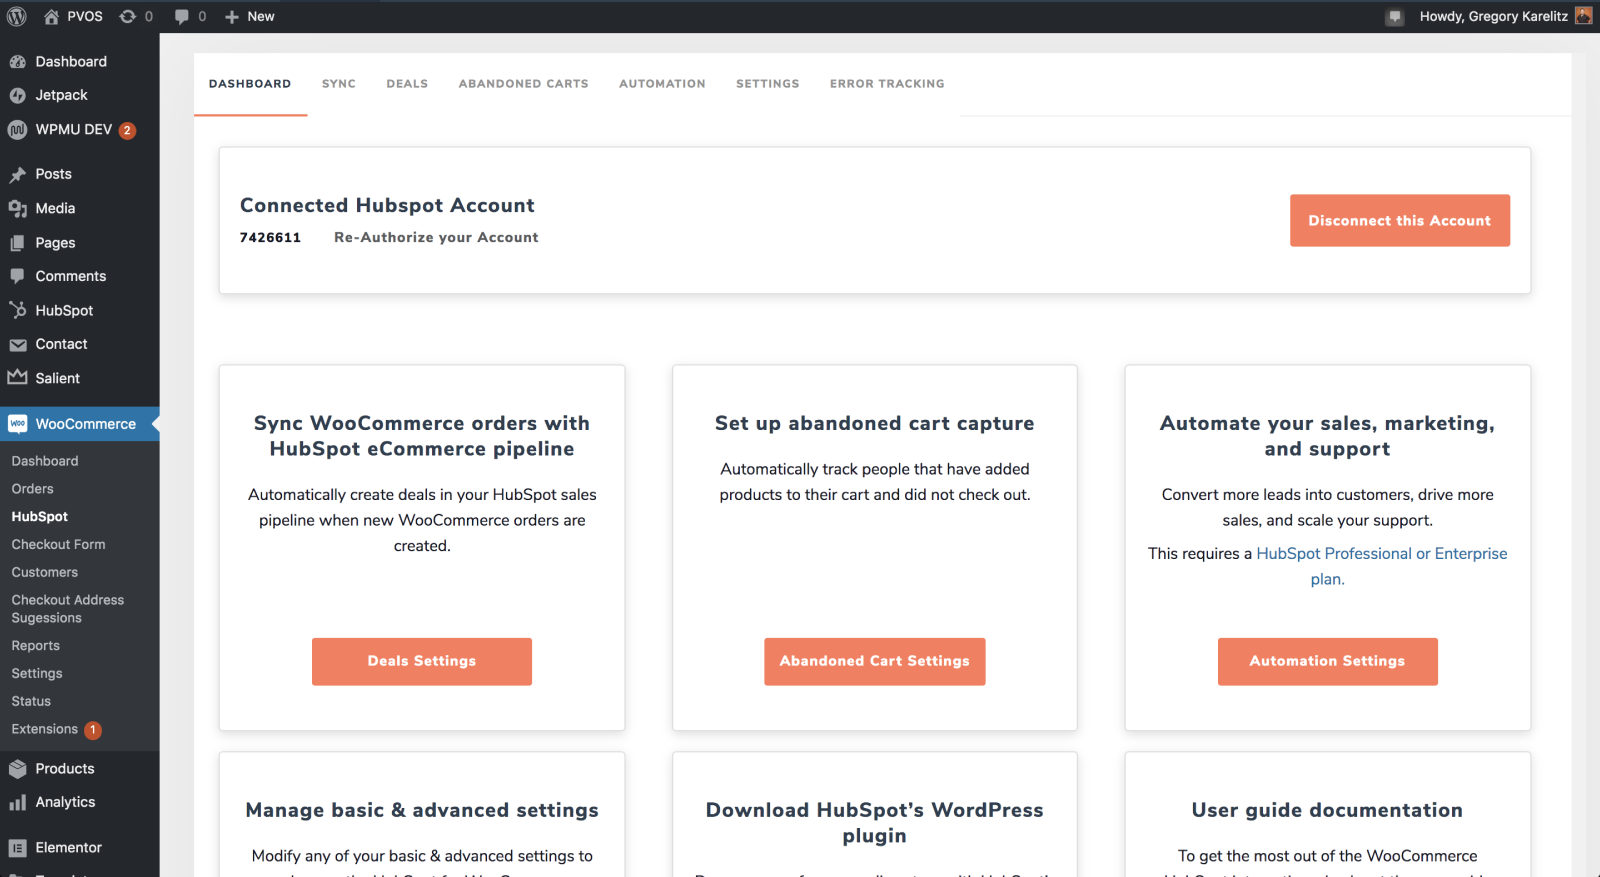 PVOS 0 0 New Howdy, Gregory Karelitz
Dashboard
Jetpack
WPMU DEV 2
Posts
Media
Pages
Comments
HubSpot
Contact
Salient
WooCommerce
Dashboard
Orders
HubSpot
Checkout Form
Customers
Checkout Address
Sugessions
Reports
Settings
Status
Extensions 1
Products
Analytics
Elementor
DASHBOARD SYNC DEALS ABANDONED CARTS AUTOMATION SETTINGS ERROR TRACKING
Connected Hubspot Account
7426611 Re-Authorize your Account
Disconnect this Account
Sync WooCommerce orders with
HubSpot eCommerce pipeline
Automatically create deals in your HubSpot sales
pipeline when new WooCommerce orders are
created.
Deals Settings
Set up abandoned cart capture
Automatically track people that have added
products to their cart and did not check out.
Abandoned Cart Settings
Automate your sales, marketing,
and support
Convert more leads into customers, drive more
sales, and scale your support.
This requires a HubSpot Professional or Enterprise
plan.
Automation Settings
Manage basic & advanced settings
Modify any of your basic & advanced settings to
Download HubSpot's WordPress
plugin
User guide documentation
To get the most out of the WooCommerce